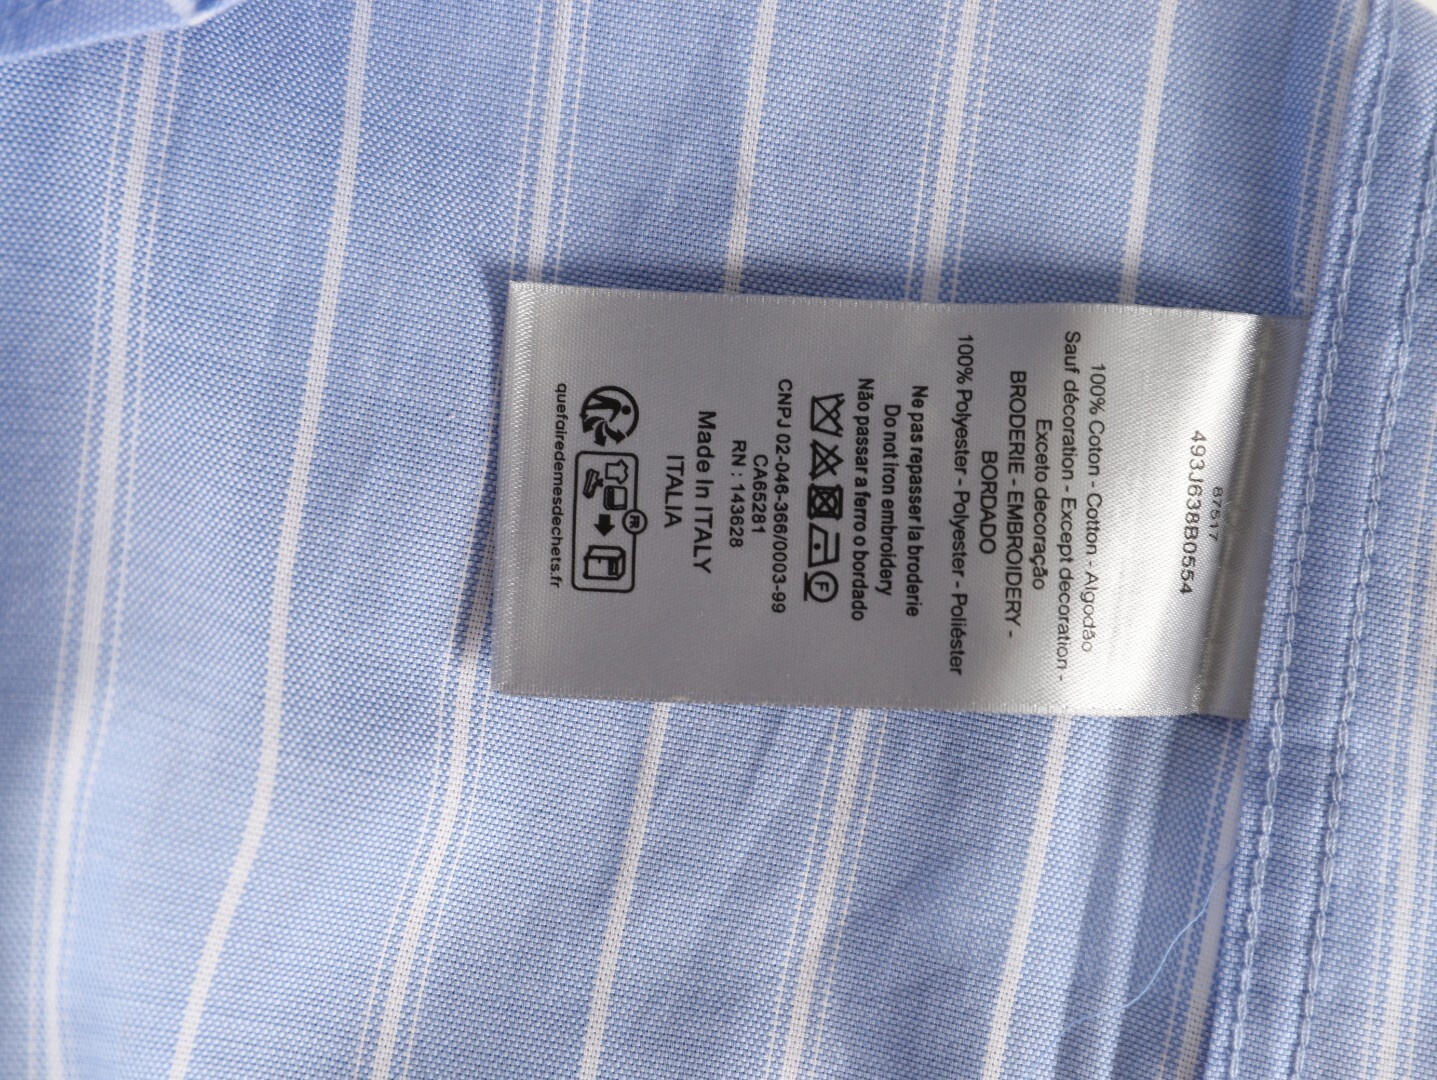 87517
493J638B0554
100% Coton - Cotton - Algodão
Sauf décoration - Except decoration -
Exceto decoração
BRODERIE - EMBROIDERY -
BORDADO
100% Polyester - Polyester - Poliéster
Ne pas repasser la broderie
Do not iron embroidery
Não passar a ferro o bordado
F
CNPJ 02-046-366/0003-99
CA65281
RN : 143628
Made In ITALY
ITALIA
FR
quefairedemesdechets.fr